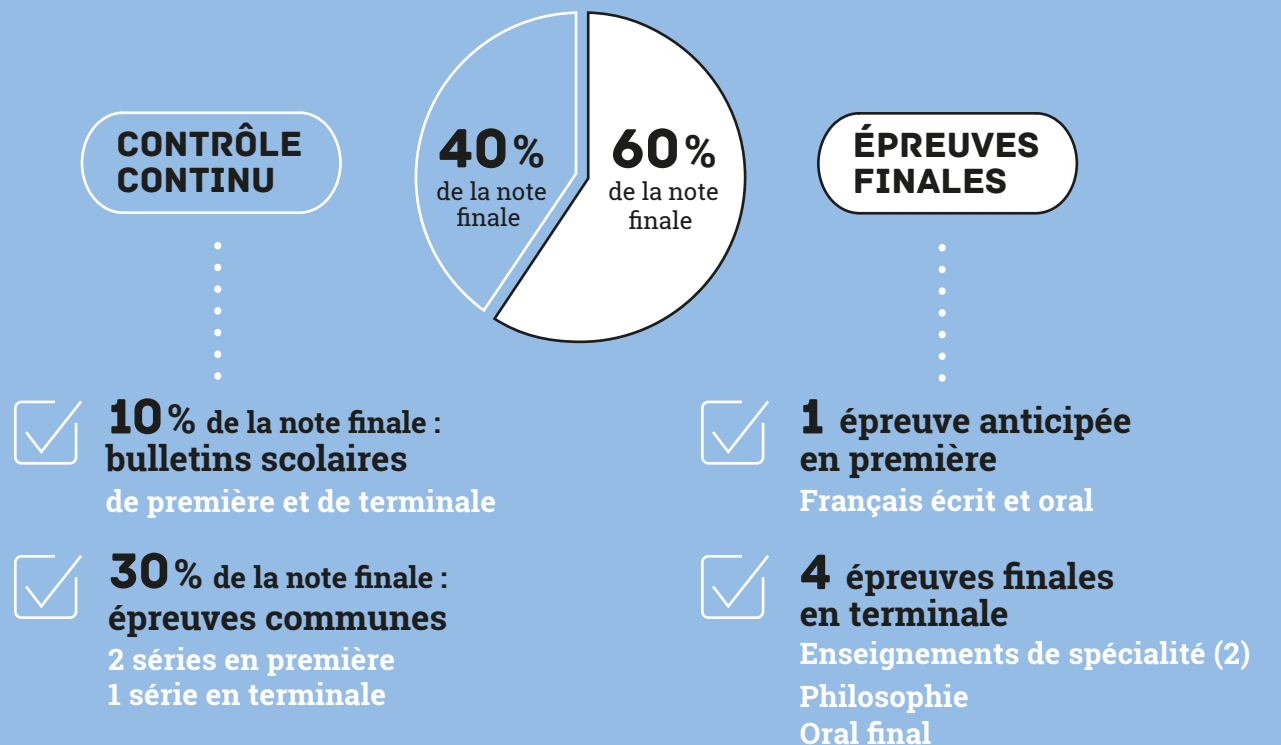 CONTRÔLE
CONTINU
40%
de la note
finale
60%
de la note
finale
ÉPREUVES
FINALES
10% de la note finale :
bulletins scolaires
de première et de terminale
30% de la note finale :
épreuves communes
2 séries en première
1 série en terminale
1 épreuve anticipée
en première
Français écrit et oral
4 épreuves finales
en terminale
Enseignements de spécialité (2)
Philosophie
Oral final